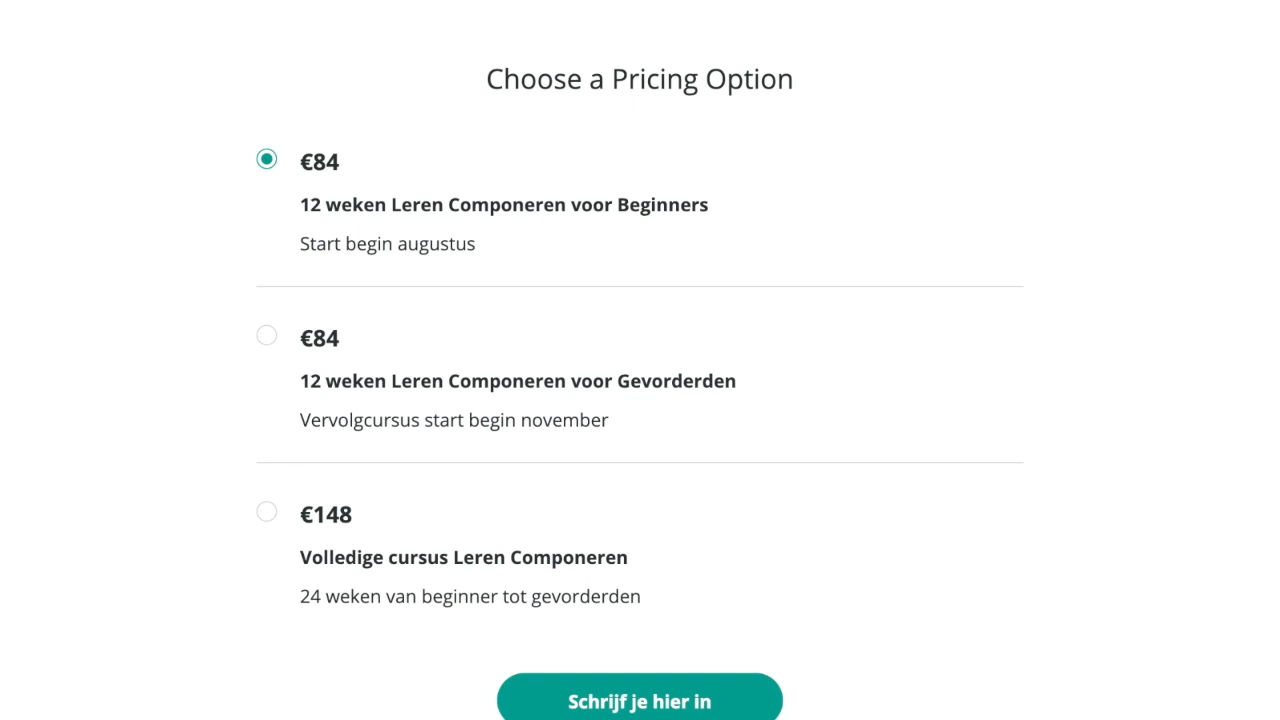 Choose a Pricing Option
€84
12 weken Leren Componeren voor Beginners
Start begin augustus
€84
12 weken Leren Componeren voor Gevorderden
Vervolgcursus start begin november
€148
Volledige cursus Leren Componeren
24 weken van beginner tot gevorderden
Schrijf je hier in